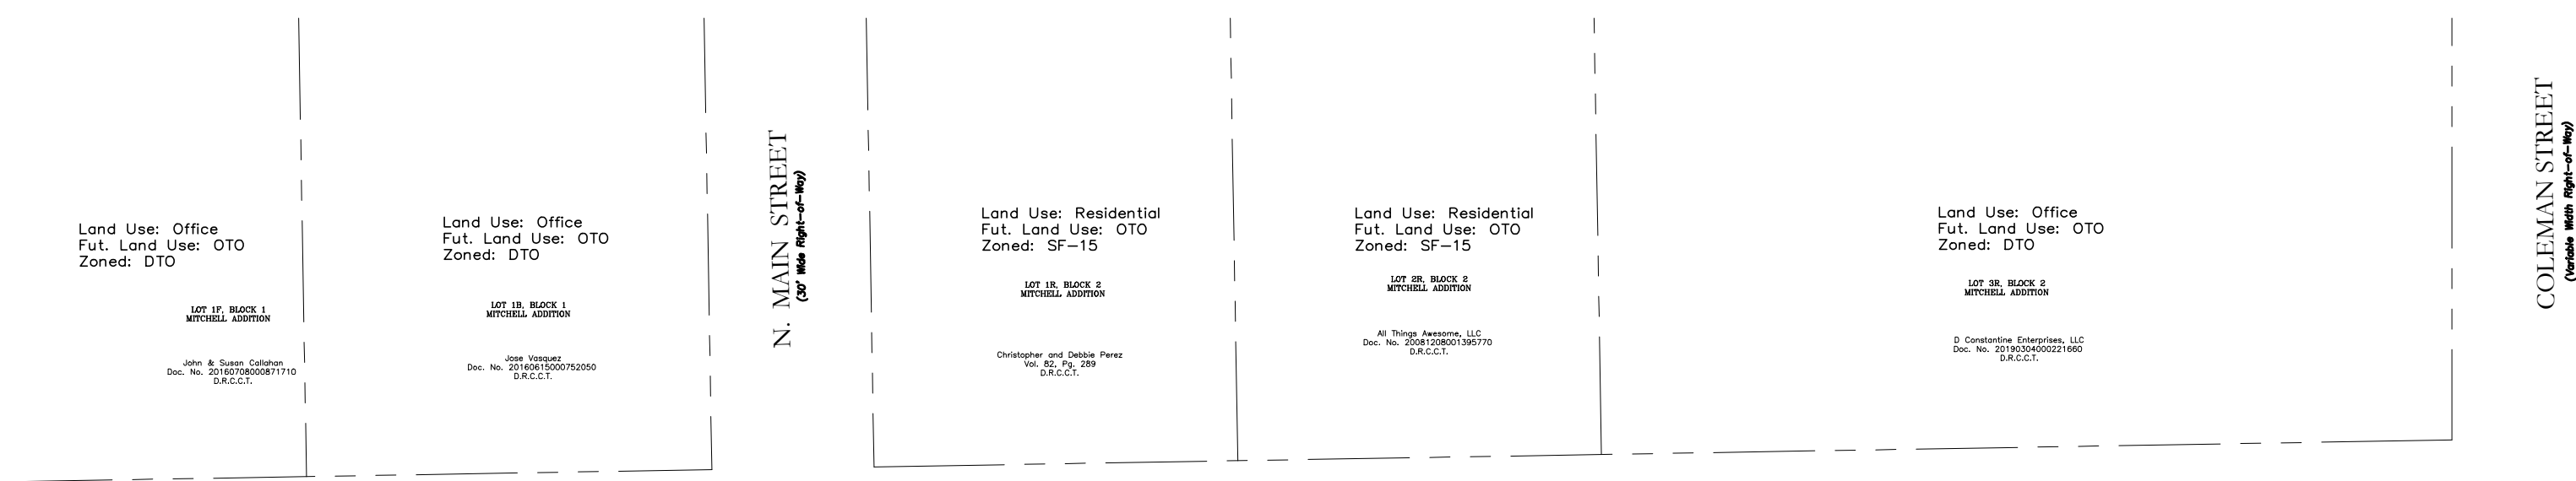 Land Use: Office
Fut. Land Use: OTO
Zoned: DTO
LOT 1F, BLOCK 1
MITCHELL ADDITION
John & Susan Callahan
Doc. No. 20160708000871710
D.R.C.C.T.
Land Use: Office
Fut. Land Use: OTO
Zoned: DTO
LOT 1B, BLOCK 1
MITCHELL ADDITION
Jose Vasquez
Doc. No. 20160615000752050
D.R.C.C.T.
N. MAIN STREET
(30' Wide Right-of-Way)
Land Use: Residential
Fut. Land Use: OTO
Zoned: SF-15
LOT 1R, BLOCK 2
MITCHELL ADDITION
Christopher and Debbie Perez
Vol. 82, Pg. 289
D.R.C.C.T.
Land Use: Residential
Fut. Land Use: OTO
Zoned: SF-15
LOT 2R, BLOCK 2
MITCHELL ADDITION
All Things Awesome, LLC
Doc. No. 20081208001395770
D.R.C.C.T.
Land Use: Office
Fut. Land Use: OTO
Zoned: DTO
LOT 3R, BLOCK 2
MITCHELL ADDITION
D Constantine Enterprises, LLC
Doc. No. 20190304000221660
D.R.C.C.T.
COLEMAN STREET
(Variable Width Right-of-Way)